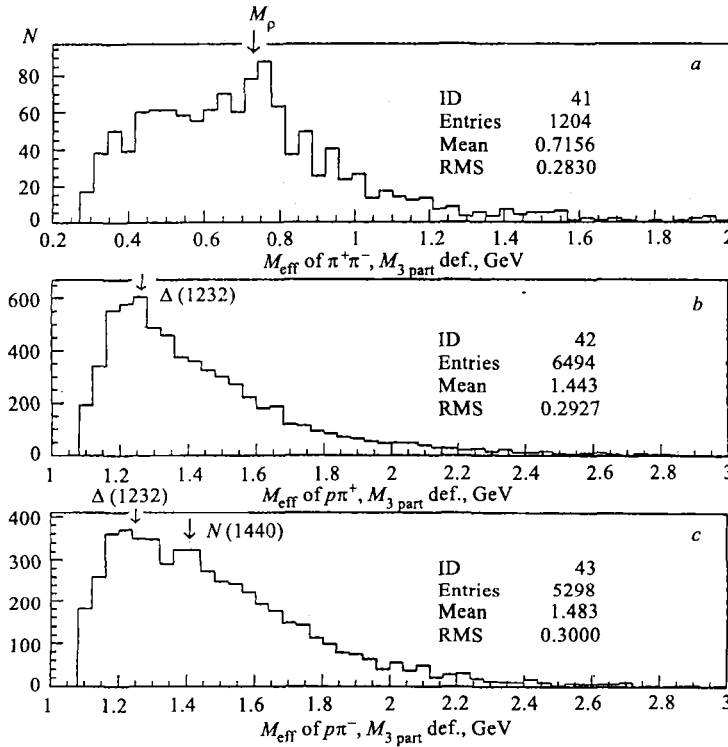 M_ρ
N
a
80
60
40
20
0
ID 41
Entries 1204
Mean 0.7156
RMS 0.2830
0.2 0.4 0.6 0.8 1 1.2 1.4 1.6 1.8 2
M_eff of π⁺π⁻, M_3 part def., GeV
Δ (1232)
b
600
400
200
0
ID 42
Entries 6494
Mean 1.443
RMS 0.2927
1 1.2 1.4 1.6 1.8 2 2.2 2.4 2.6 2.8 3
M_eff of pπ⁺, M_3 part def., GeV
Δ (1232)
N (1440)
c
400
300
200
100
0
ID 43
Entries 5298
Mean 1.483
RMS 0.3000
1 1.2 1.4 1.6 1.8 2 2.2 2.4 2.6 2.8 3
M_eff of pπ⁻, M_3 part def., GeV